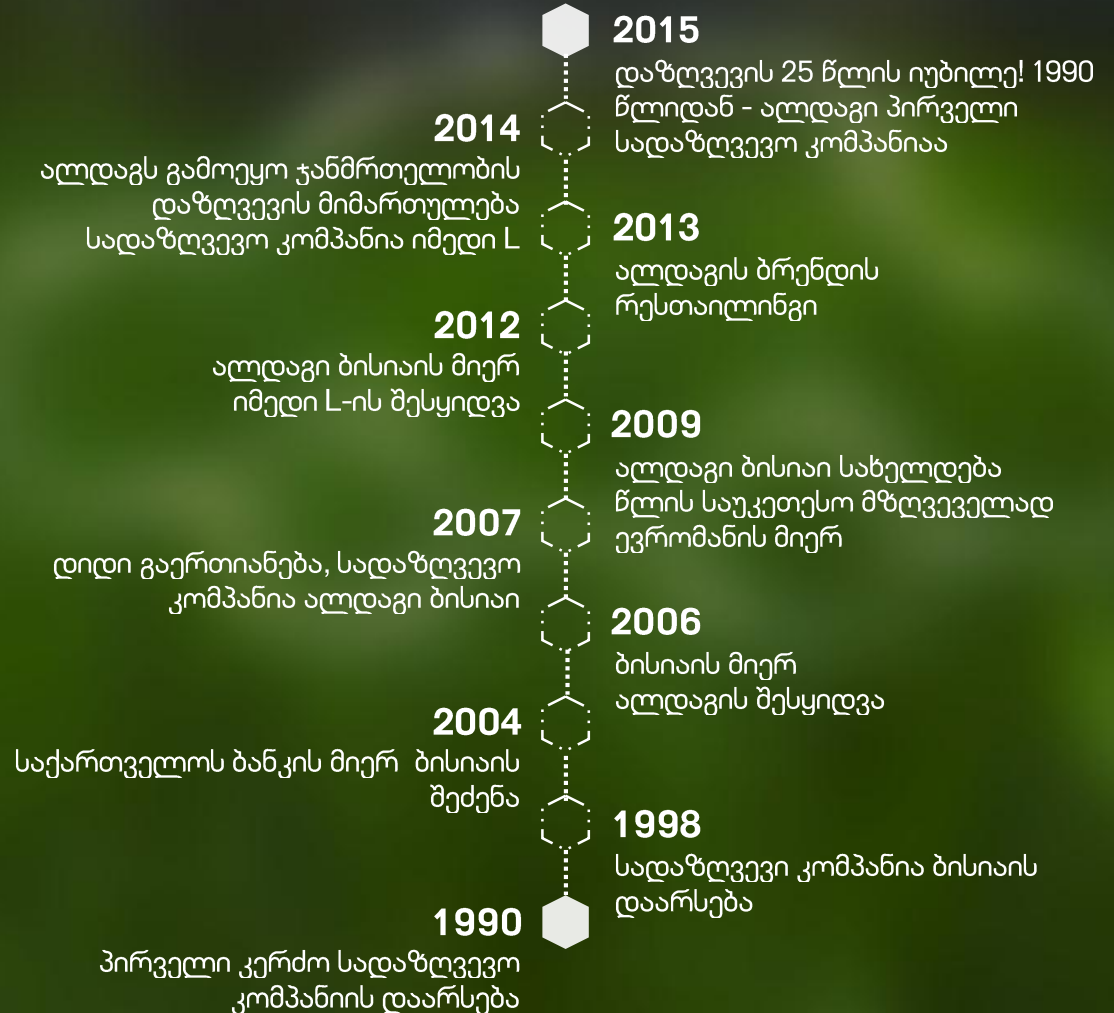 2015
დაზღვევის 25 წლის იუბილე! 1990
წლიდან - ალდაგი პირველი
სადაზღვევო კომპანიაა
2014
ალდაგს გამოეყო ჯანმრთელობის
დაზღვევის მიმართულება
სადაზღვევო კომპანია იმედი L
2013
ალდაგის ბრენდის
რესთაილინგი
2012
ალდაგი ბისიაის მიერ
იმედი L-ის შესყიდვა
2009
ალდაგი ბისიაი სახელდება
წლის საუკეთესო მზღვეველად
ევრომანის მიერ
2007
დიდი გაერთიანება, სადაზღვევო
კომპანია ალდაგი ბისიაი
2006
ბისიაის მიერ
ალდაგის შესყიდვა
2004
საქართველოს ბანკის მიერ ბისიაის
შეძენა
1998
სადაზღვევი კომპანია ბისიაის
დაარსება
1990
პირველი კერძო სადაზღვევო
კომპანიის დაარსება